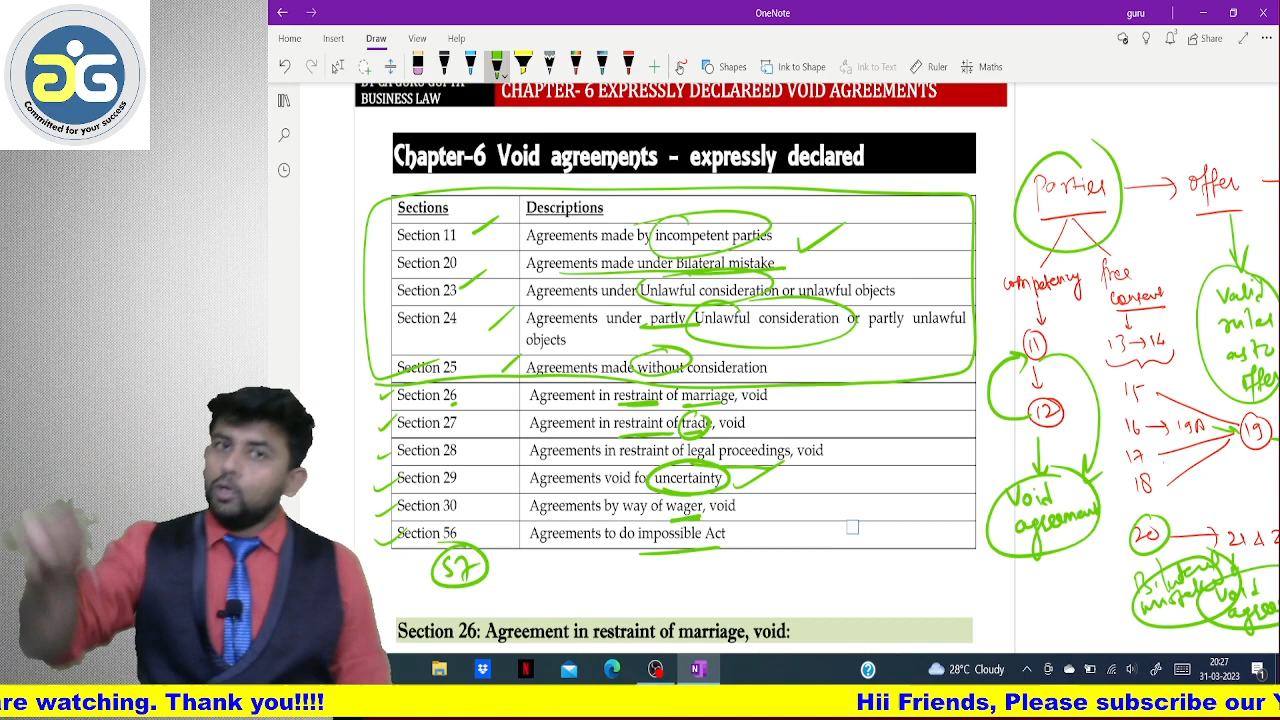 Committed for your success
OneNote
guru
Home Insert Draw View Help
Share
Shapes
Ink to Shape
Ink to Text
Ruler
Maths
BUSINESS LAW
CHAPTER- 6 EXPRESSLY DECLAREED VOID AGREEMENTS
Chapter-6 Void agreements - expressly declared
Sections Descriptions
Section 11 Agreements made by incompetent parties
Section 20 Agreements made under Bilateral mistake
Section 23 Agreements under Unlawful consideration or unlawful objects
Section 24 Agreements under partly Unlawful consideration or partly unlawful
objects
Section 25 Agreements made without consideration
Section 26 Agreement in restraint of marriage, void
Section 27 Agreement in restraint of trade, void
Section 28 Agreements in restraint of legal proceedings, void
Section 29 Agreements void for uncertainty
Section 30 Agreements by way of wager, void
Section 56 Agreements to do impossible Act
57
Section 26: Agreement in restraint of marriage, void:
Parties → offer
competency
free
consent
11
13 → 14
12
15
16 → 19A
17
18
19
void
agreement
valid
rules
as to
offer
20
Bilateral
mistake
void
28°C Cloudy
20:27
31-03-2023
are watching. Thank you!!!!
Hii Friends, Please subscribe our Y